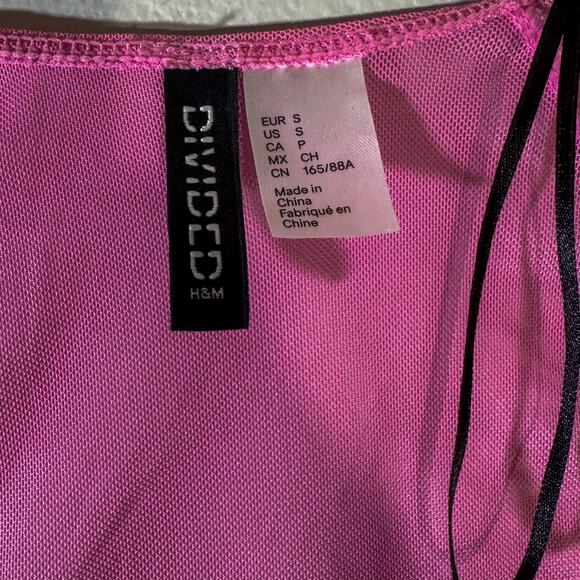 DIVIDED
H&M
EUR S
US S
CA P
MX CH
CN 165/88A
Made in
China
Fabriqué en
Chine